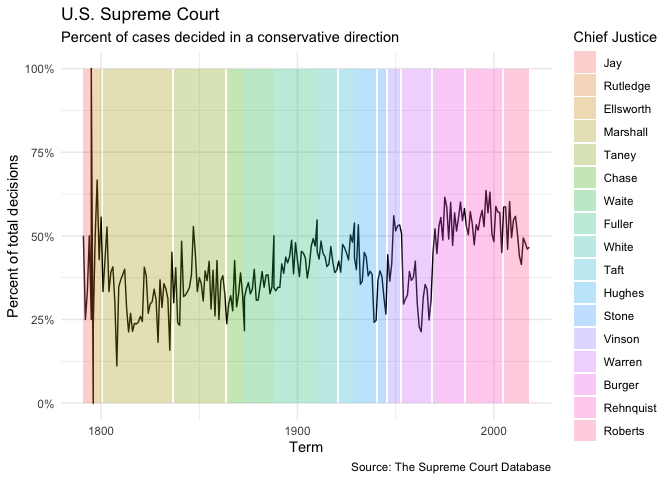 U.S. Supreme Court
Percent of cases decided in a conservative direction
Chief Justice
Jay
Rutledge
Ellsworth
Marshall
Taney
Chase
Waite
Fuller
White
Taft
Hughes
Stone
Vinson
Warren
Burger
Rehnquist
Roberts
Percent of total decisions
100%
75%
50%
25%
0%
1800
1900
2000
Term
Source: The Supreme Court Database